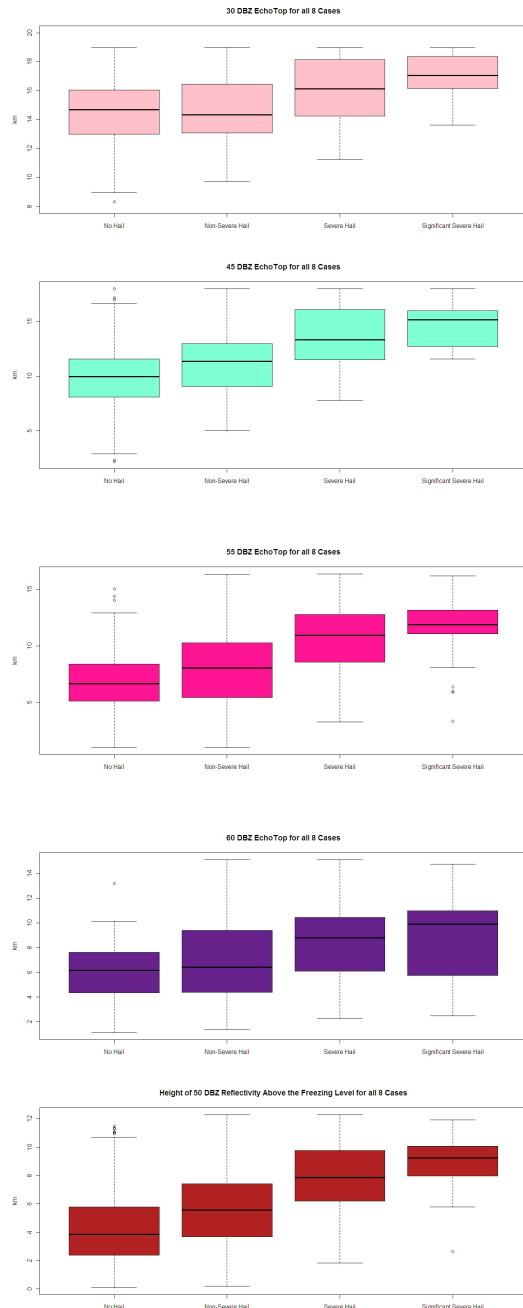 30 DBZ EchoTop for all 8 Cases
20
18
16
14
12
10
8
km
No Hail
Non-Severe Hail
Severe Hail
Significant Severe Hail
45 DBZ EchoTop for all 8 Cases
15
10
5
km
No Hail
Non-Severe Hail
Severe Hail
Significant Severe Hail
55 DBZ EchoTop for all 8 Cases
15
10
5
km
No Hail
Non-Severe Hail
Severe Hail
Significant Severe Hail
60 DBZ EchoTop for all 8 Cases
14
12
10
8
6
4
2
km
No Hail
Non-Severe Hail
Severe Hail
Significant Severe Hail
Height of 50 DBZ Reflectivity Above the Freezing Level for all 8 Cases
12
10
8
6
4
2
0
km
No Hail
Non-Severe Hail
Severe Hail
Significant Severe Hail